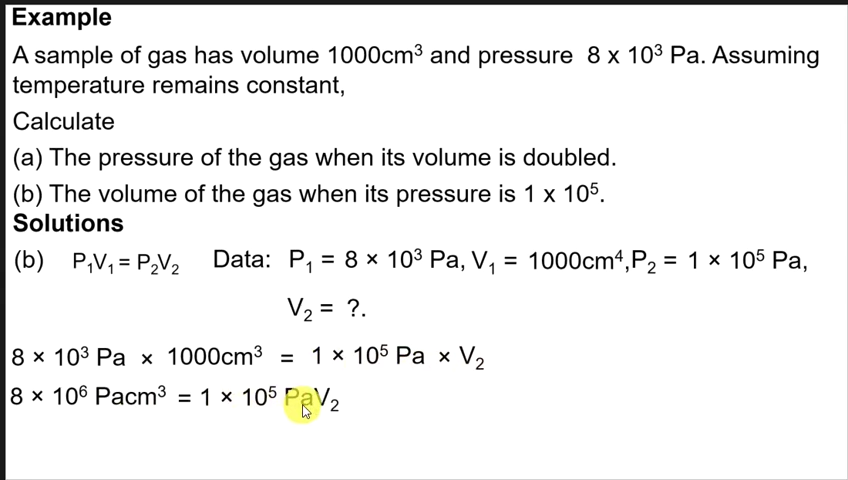 Example
A sample of gas has volume 1000cm³ and pressure 8 x 10³ Pa. Assuming
temperature remains constant,
Calculate
(a) The pressure of the gas when its volume is doubled.
(b) The volume of the gas when its pressure is 1 x 10⁵.
Solutions
(b) P₁V₁ = P₂V₂ Data: P₁ = 8 × 10³ Pa, V₁ = 1000cm⁴,P₂ = 1 × 10⁵ Pa,
V₂ = ?.
8 × 10³ Pa × 1000cm³ = 1 × 10⁵ Pa × V₂
8 × 10⁶ Pacm³ = 1 × 10⁵ PaV₂